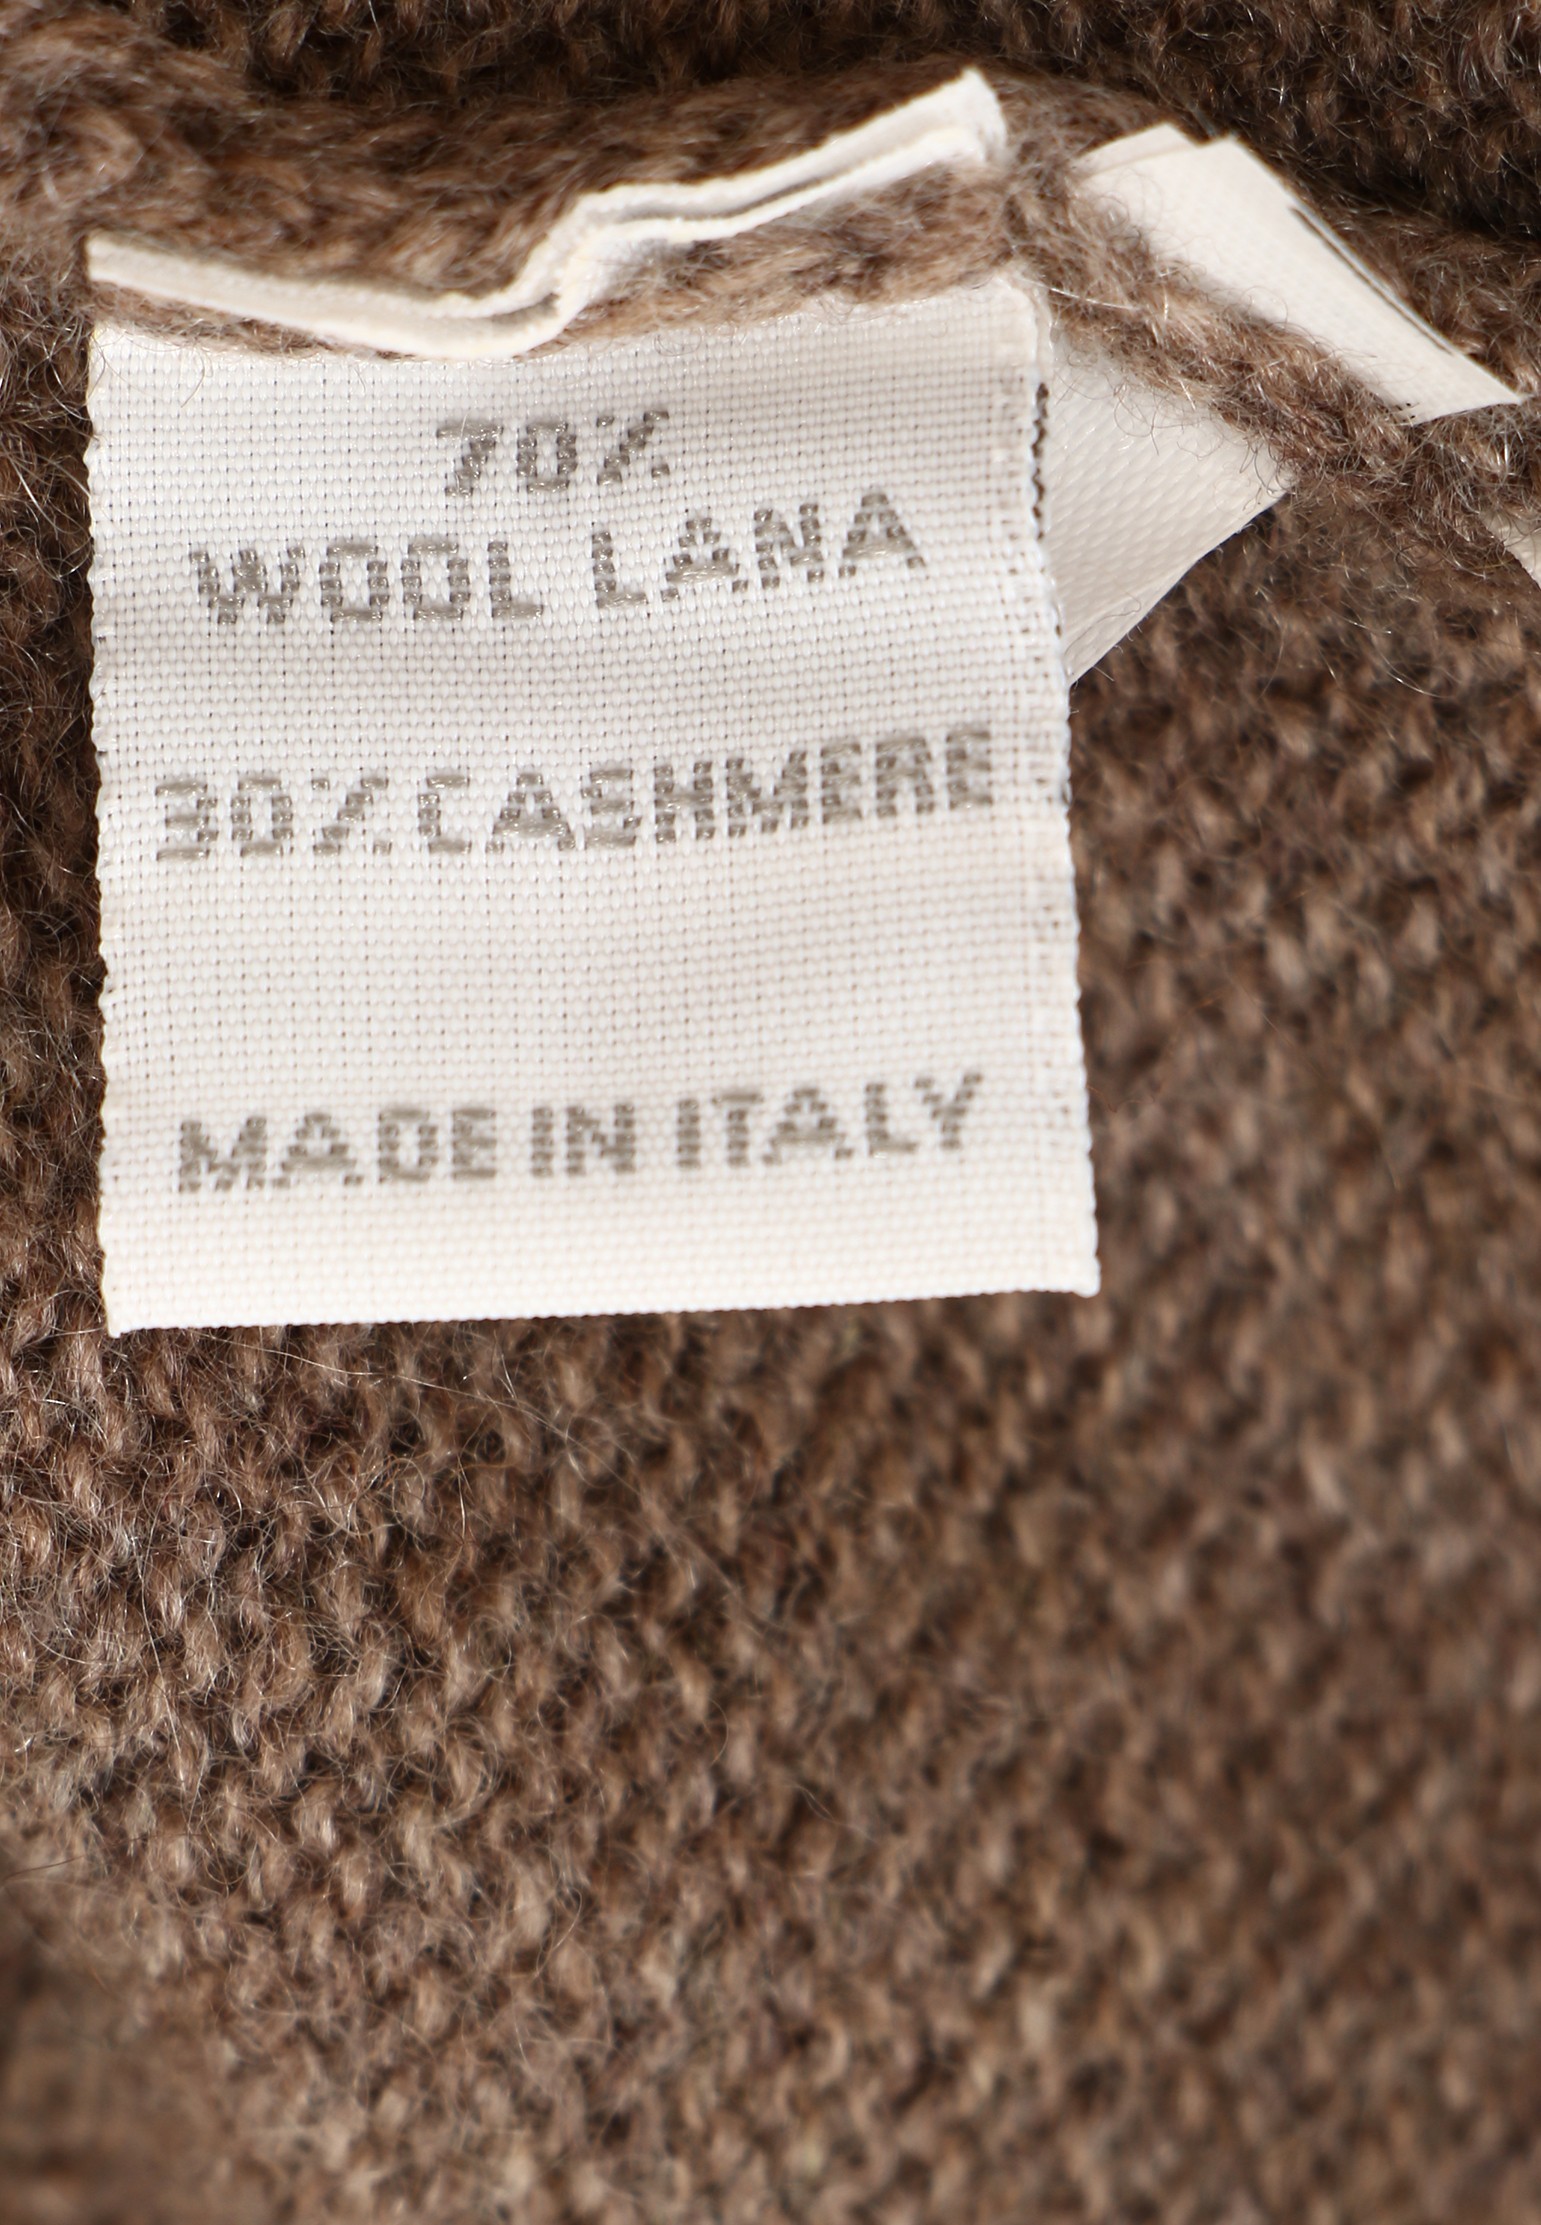 70%
WOOL LANA
30% CASHMERE
MADE IN ITALY